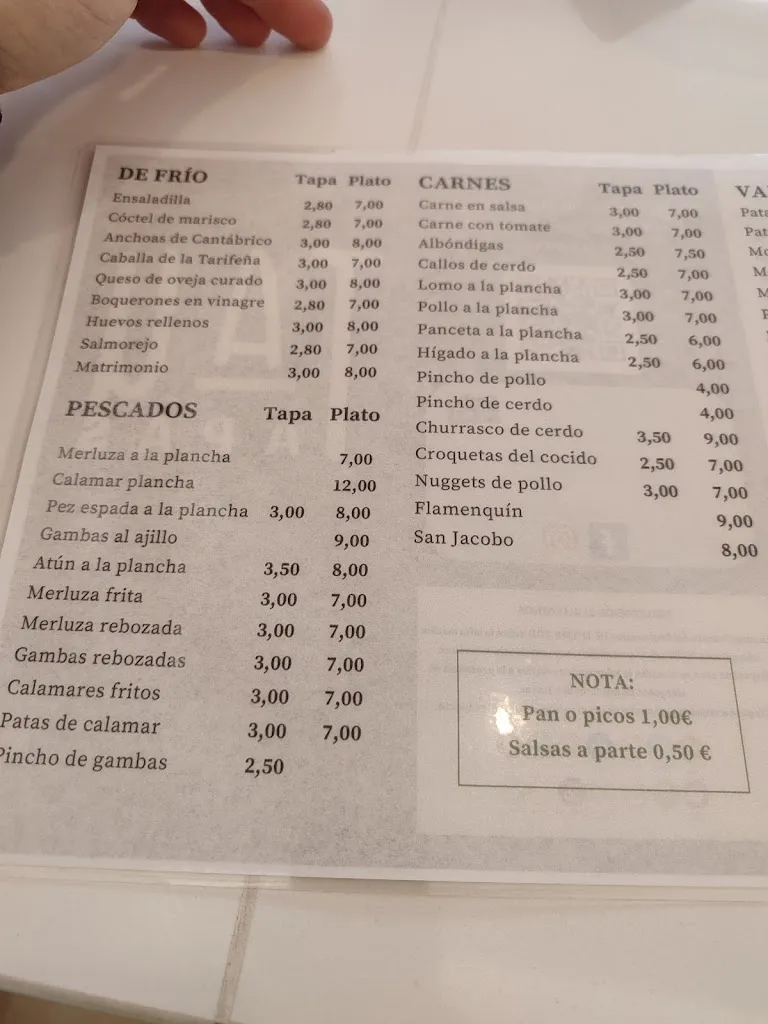 DE FRÍO Tapa Plato
Ensaladilla 2,80 7,00
Cóctel de marisco 2,80 7,00
Anchoas de Cantábrico 3,00 8,00
Caballa de la Tarifeña 3,00 7,00
Queso de oveja curado 3,00 8,00
Boquerones en vinagre 2,80 7,00
Huevos rellenos 3,00 8,00
Salmorejo 2,80 7,00
Matrimonio 3,00 8,00
PESCADOS Tapa Plato
Merluza a la plancha 7,00
Calamar plancha 12,00
Pez espada a la plancha 3,00 8,00
Gambas al ajillo 9,00
Atún a la plancha 3,50 8,00
Merluza frita 3,00 7,00
Merluza rebozada 3,00 7,00
Gambas rebozadas 3,00 7,00
Calamares fritos 3,00 7,00
Patas de calamar 3,00 7,00
Pincho de gambas 2,50
CARNES Tapa Plato
Carne en salsa 3,00 7,00
Carne con tomate 3,00 7,00
Albóndigas 2,50 7,50
Callos de cerdo 2,50 7,00
Lomo a la plancha 3,00 7,00
Pollo a la plancha 3,00 7,00
Panceta a la plancha 2,50 6,00
Hígado a la plancha 2,50 6,00
Pincho de pollo 4,00
Pincho de cerdo 4,00
Churrasco de cerdo 3,50 9,00
Croquetas del cocido 2,50 7,00
Nuggets de pollo 3,00 7,00
Flamenquín 9,00
San Jacobo 8,00
NOTA:
Pan o picos 1,00€
Salsas a parte 0,50 €